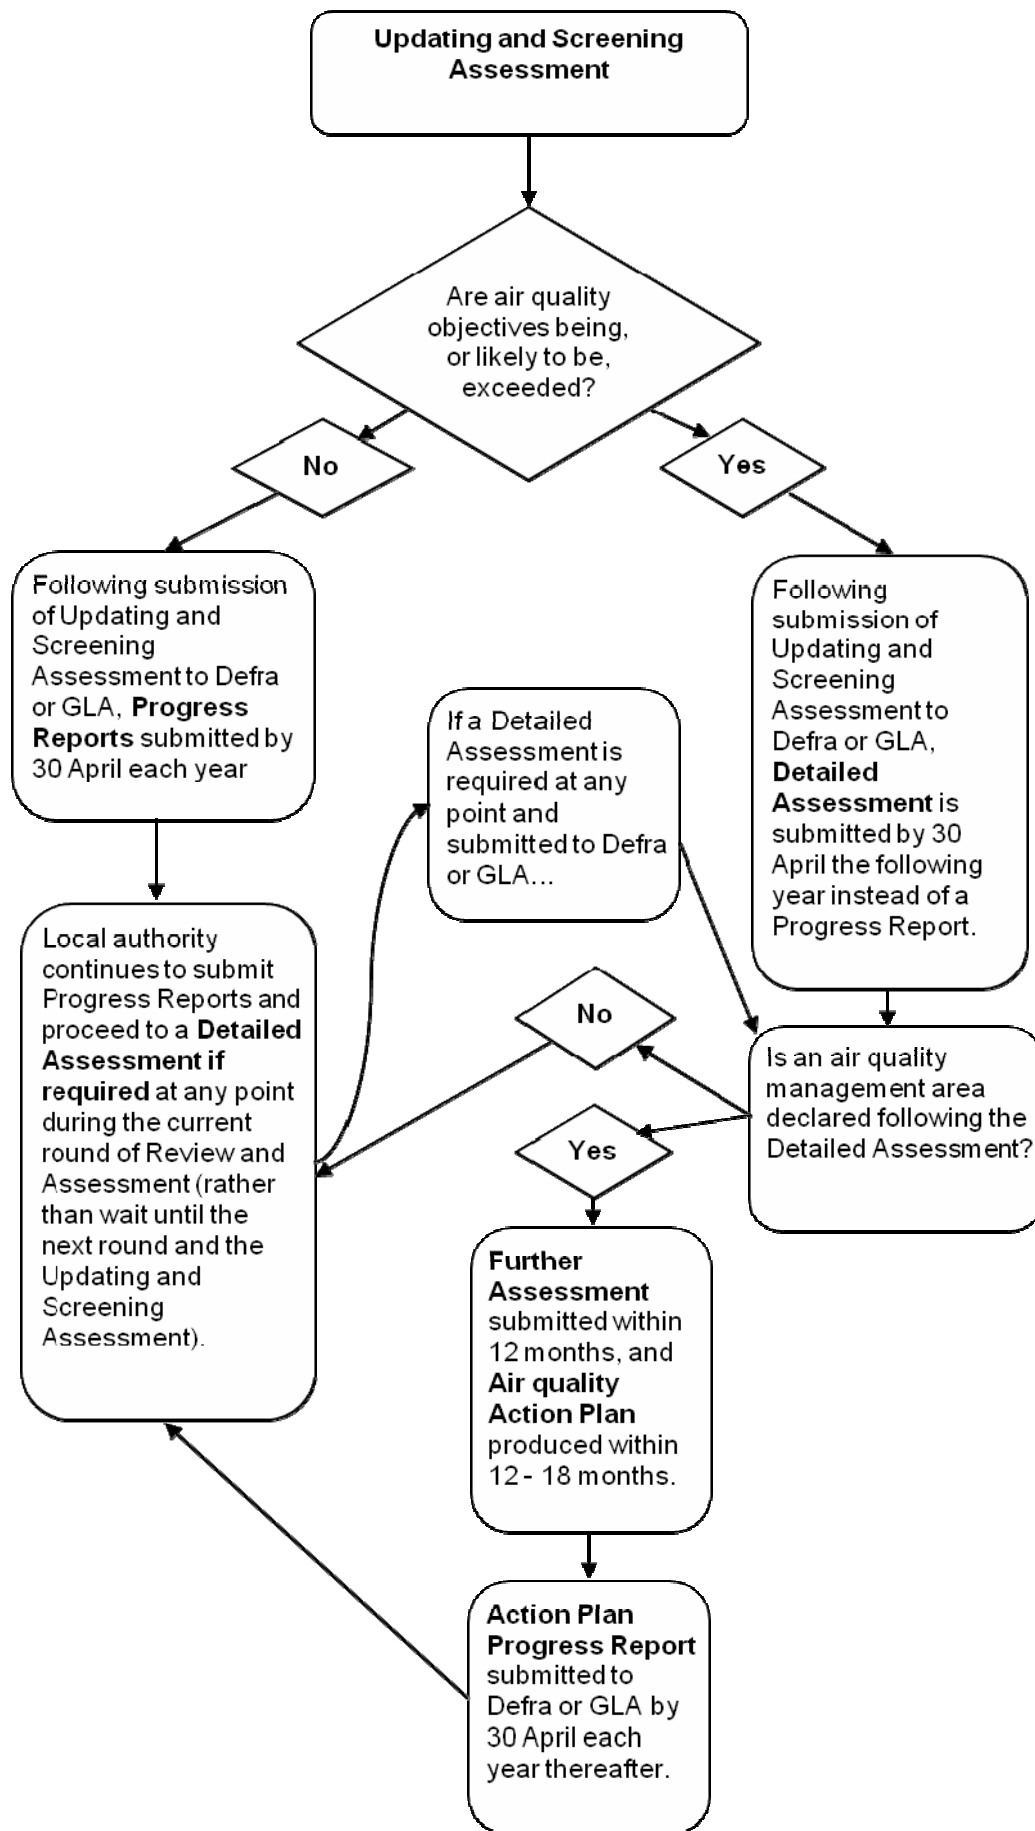 Updating and Screening
Assessment
Are air quality
objectives being,
or likely to be,
exceeded?
No
Yes
Following submission
of Updating and
Screening
Assessment to Defra
or GLA, Progress
Reports submitted by
30 April each year
Following
submission of
Updating and
Screening
Assessment to
Defra or GLA,
Detailed
Assessment is
submitted by 30
April the following
year instead of a
Progress Report.
If a Detailed
Assessment is
required at any
point and
submitted to Defra
or GLA...
Local authority
continues to submit
Progress Reports and
proceed to a Detailed
Assessment if
required at any point
during the current
round of Review and
Assessment (rather
than wait until the
next round and the
Updating and
Screening
Assessment).
No
Yes
Is an air quality
management area
declared following the
Detailed Assessment?
Further
Assessment
submitted within
12 months, and
Air quality
Action Plan
produced within
12 - 18 months.
Action Plan
Progress Report
submitted to
Defra or GLA by
30 April each
year thereafter.